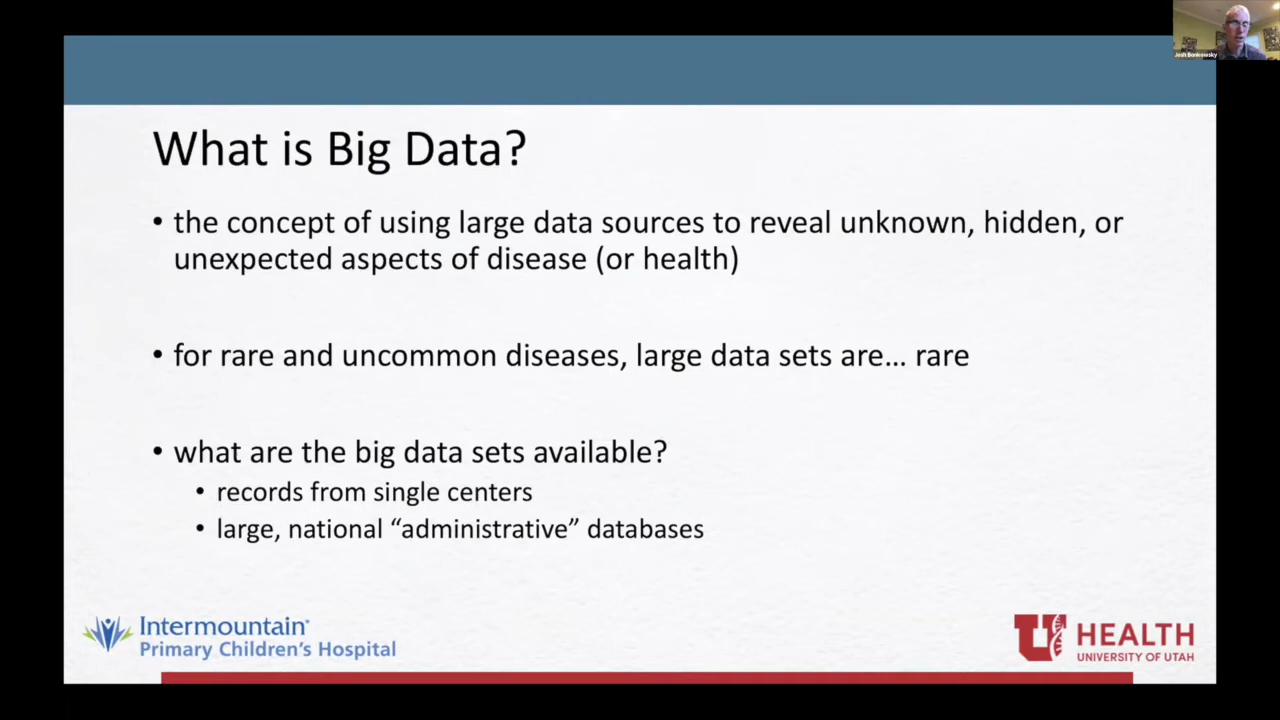 Josh Bonkowsky
What is Big Data?
• the concept of using large data sources to reveal unknown, hidden, or
unexpected aspects of disease (or health)
• for rare and uncommon diseases, large data sets are… rare
• what are the big data sets available?
• records from single centers
• large, national “administrative” databases
Intermountain®
Primary Children's Hospital
U HEALTH
UNIVERSITY OF UTAH